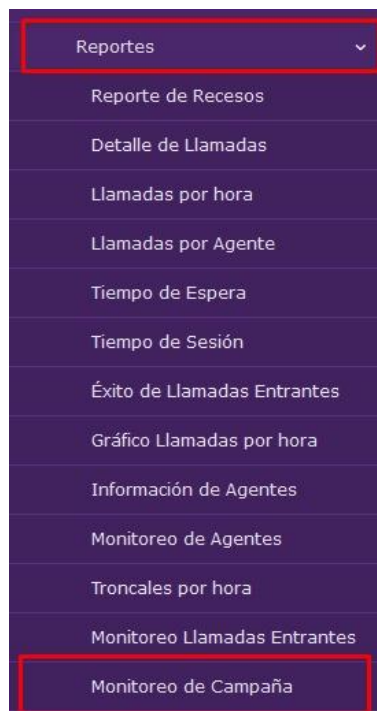 Reportes
Reporte de Recesos
Detalle de Llamadas
Llamadas por hora
Llamadas por Agente
Tiempo de Espera
Tiempo de Sesión
Éxito de Llamadas Entrantes
Gráfico Llamadas por hora
Información de Agentes
Monitoreo de Agentes
Troncales por hora
Monitoreo Llamadas Entrantes
Monitoreo de Campaña